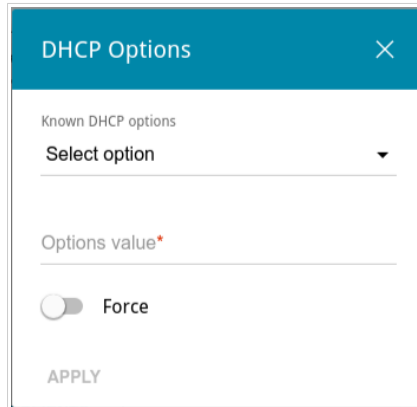 DHCP Options
Known DHCP options
Select option
Options value*
Force
APPLY